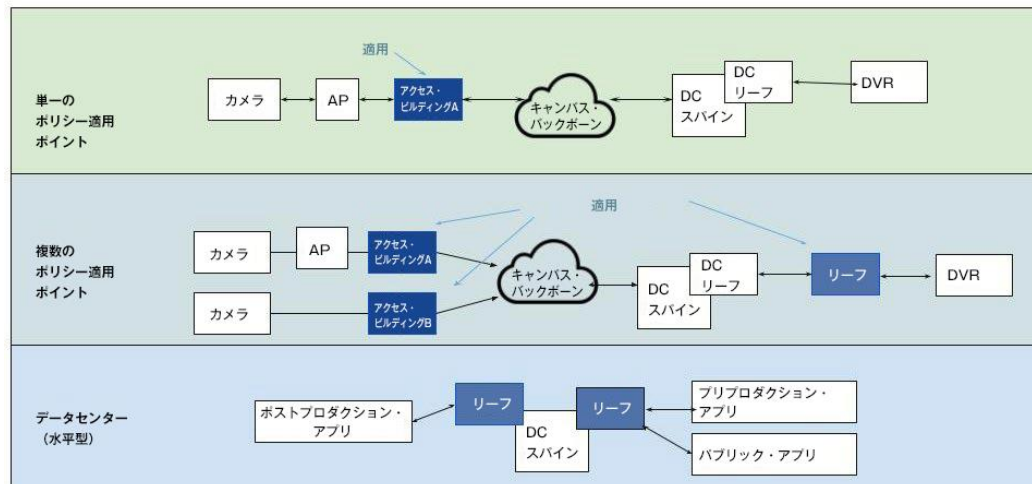 適用
単一の
ポリシー適用
ポイント
カメラ
AP
アクセス・
ビルディングA
キャンバス・
バックボーン
DC
スパイン
DC
リーフ
DVR
適用
複数の
ポリシー適用
ポイント
カメラ
AP
アクセス・
ビルディングA
カメラ
アクセス・
ビルディングB
キャンバス・
バックボーン
DC
スパイン
DC
リーフ
リーフ
DVR
データセンター
(水平型)
ポストプロダクション・
アプリ
リーフ
DC
スパイン
リーフ
プリプロダクション・
アプリ
パブリック・アプリ